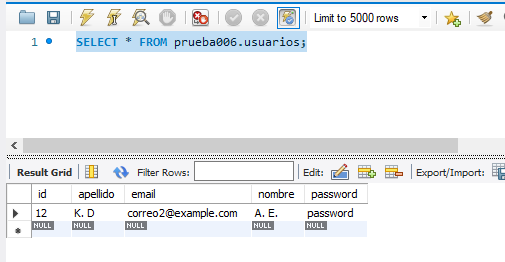 Limit to 5000 rows
1 SELECT * FROM prueba006.usuarios;
Result Grid Filter Rows: Edit: Export/Import:
id apellido email nombre password
12 K. D correo2@example.com A. E. password
NULL NULL NULL NULL NULL